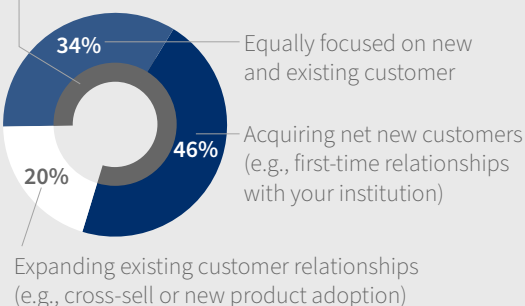 34%
Equally focused on new
and existing customer
46%
Acquiring net new customers
(e.g., first-time relationships
with your institution)
20%
Expanding existing customer relationships
(e.g., cross-sell or new product adoption)